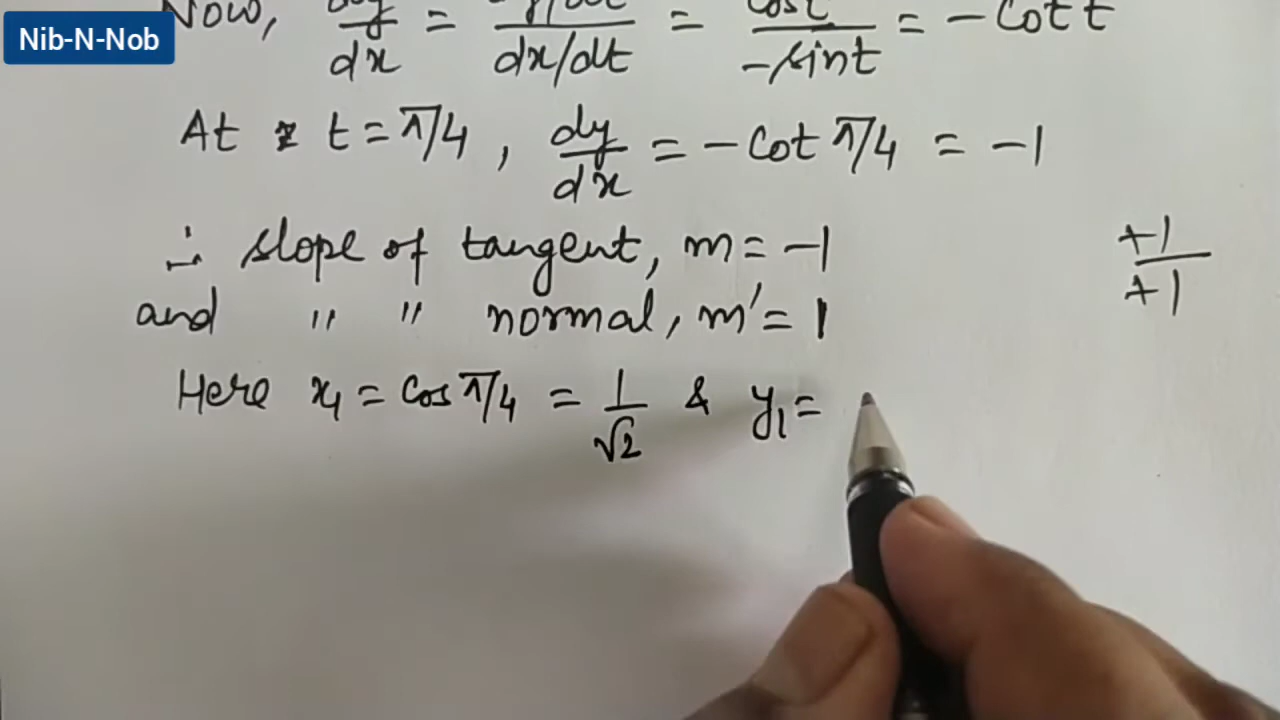 Nib-N-Nob
Now, dy/dx = dy/dt / dx/dt = cost / -sint = - cot t
At t = π/4 , dy/dx = - cot π/4 = -1
∴ slope of tangent, m = -1
+1 / +1
and " " normal, m' = 1
Here x₁ = cos π/4 = 1/√2 & y₁ =